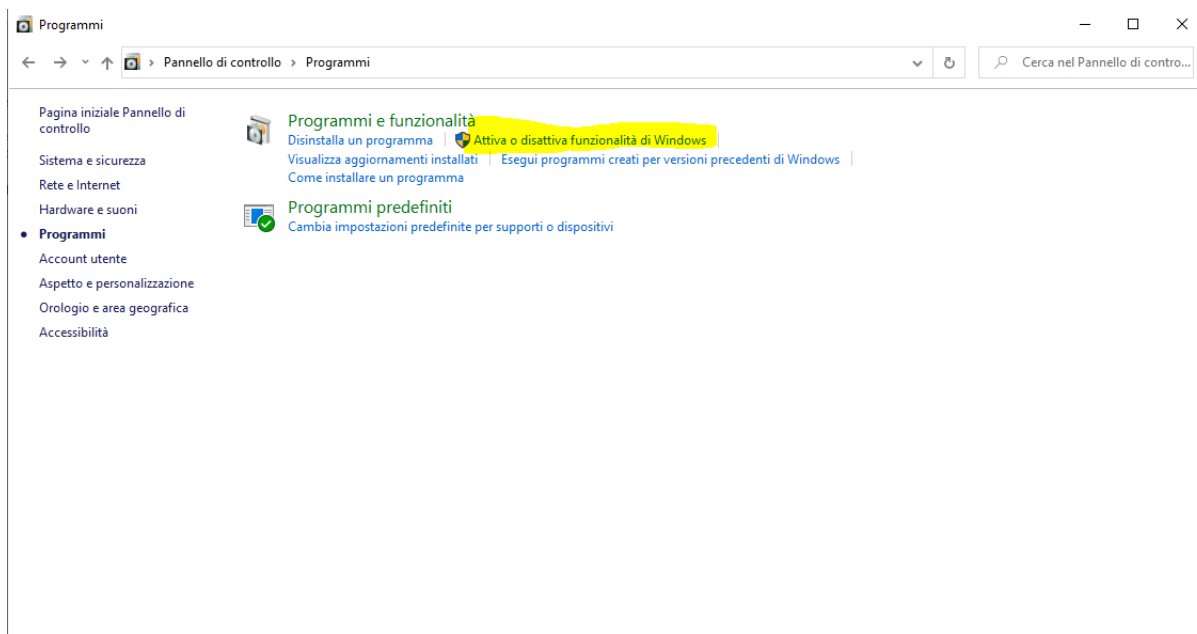 Programmi
Pannello di controllo > Programmi
Cerca nel Pannello di contro...
Pagina iniziale Pannello di
controllo
Sistema e sicurezza
Rete e Internet
Hardware e suoni
Programmi
Account utente
Aspetto e personalizzazione
Orologio e area geografica
Accessibilità
Programmi e funzionalità
Disinstalla un programma | Attiva o disattiva funzionalità di Windows |
Visualizza aggiornamenti installati | Esegui programmi creati per versioni precedenti di Windows |
Come installare un programma
Programmi predefiniti
Cambia impostazioni predefinite per supporti o dispositivi